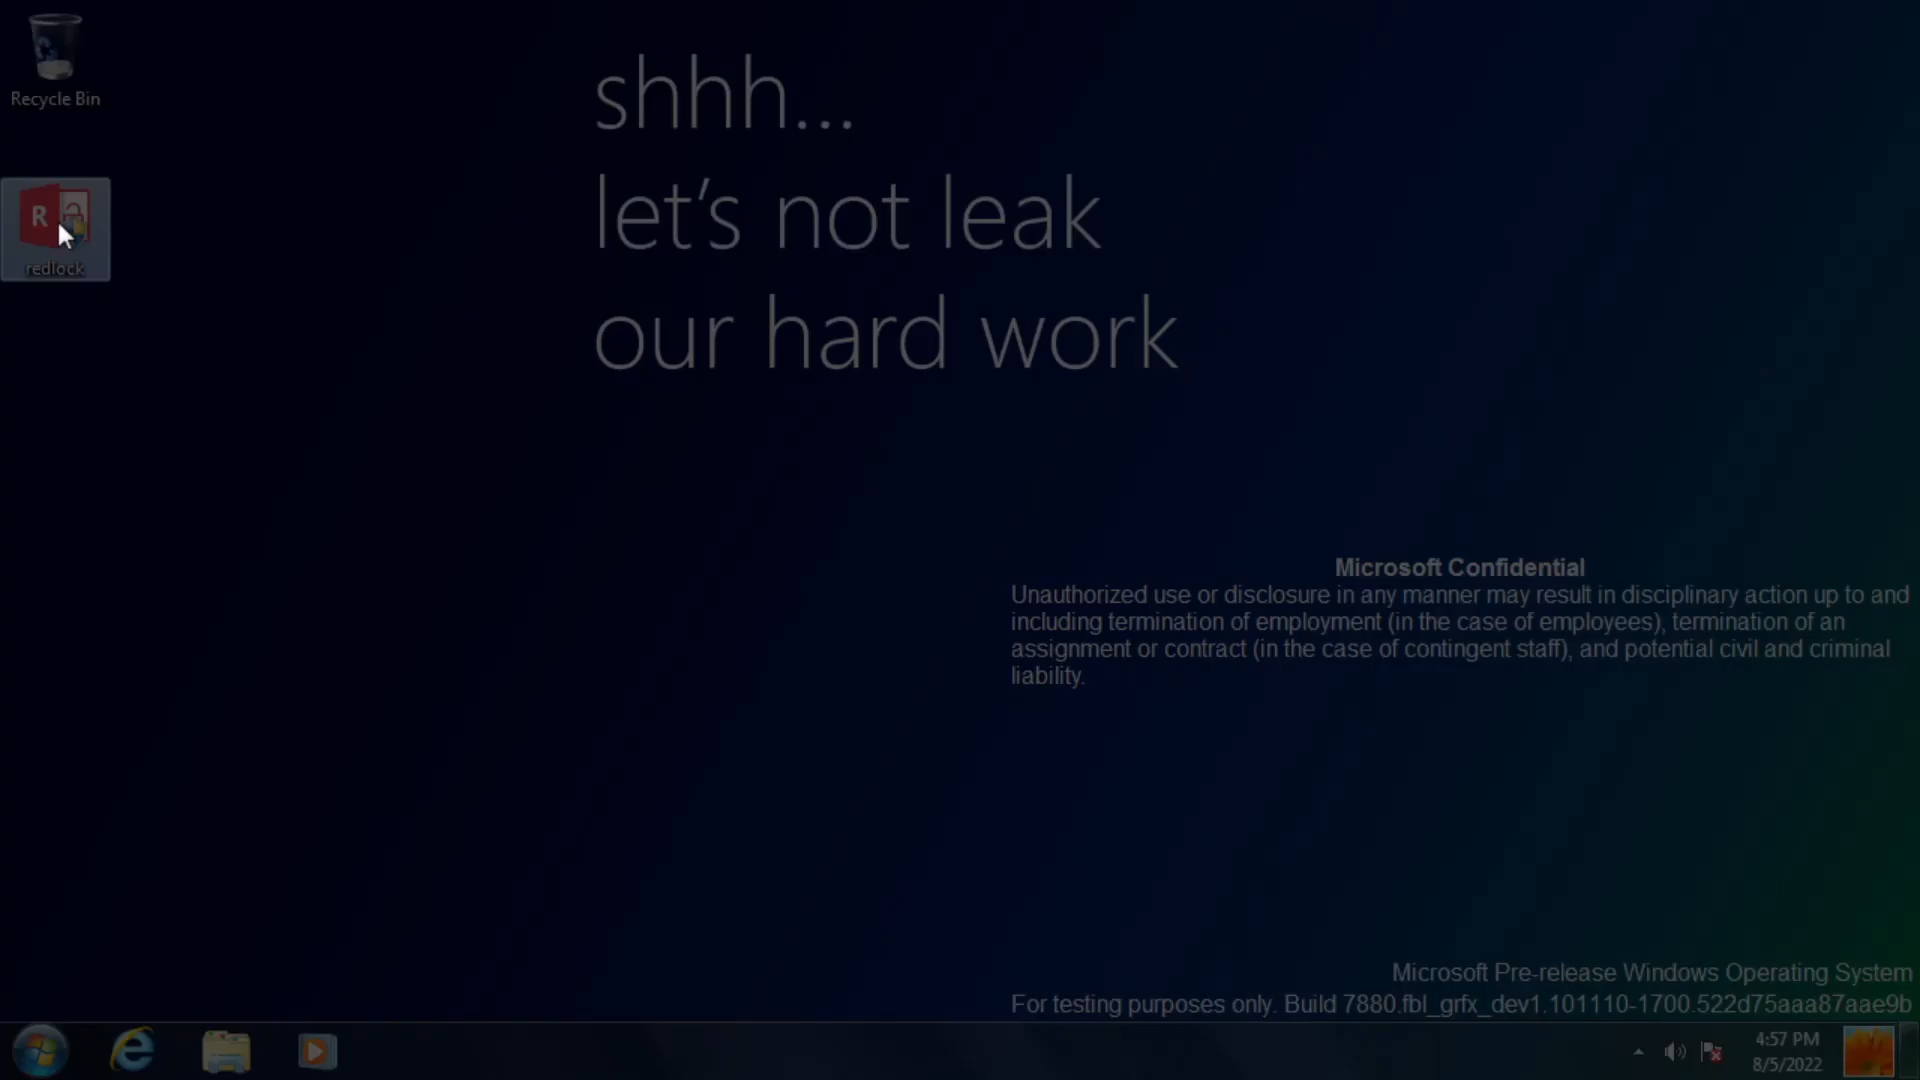 Recycle Bin
R
redlock
shhh...
let's not leak
our hard work
Microsoft Confidential
Unauthorized use or disclosure in any manner may result in disciplinary action up to and
including termination of employment (in the case of employees), termination of an
assignment or contract (in the case of contingent staff), and potential civil and criminal
liability.
Microsoft Pre-release Windows Operating System
For testing purposes only. Build 7880.fbl_grfx_dev1.101110-1700.522d75aaa87aae9b
4:57 PM
8/5/2022